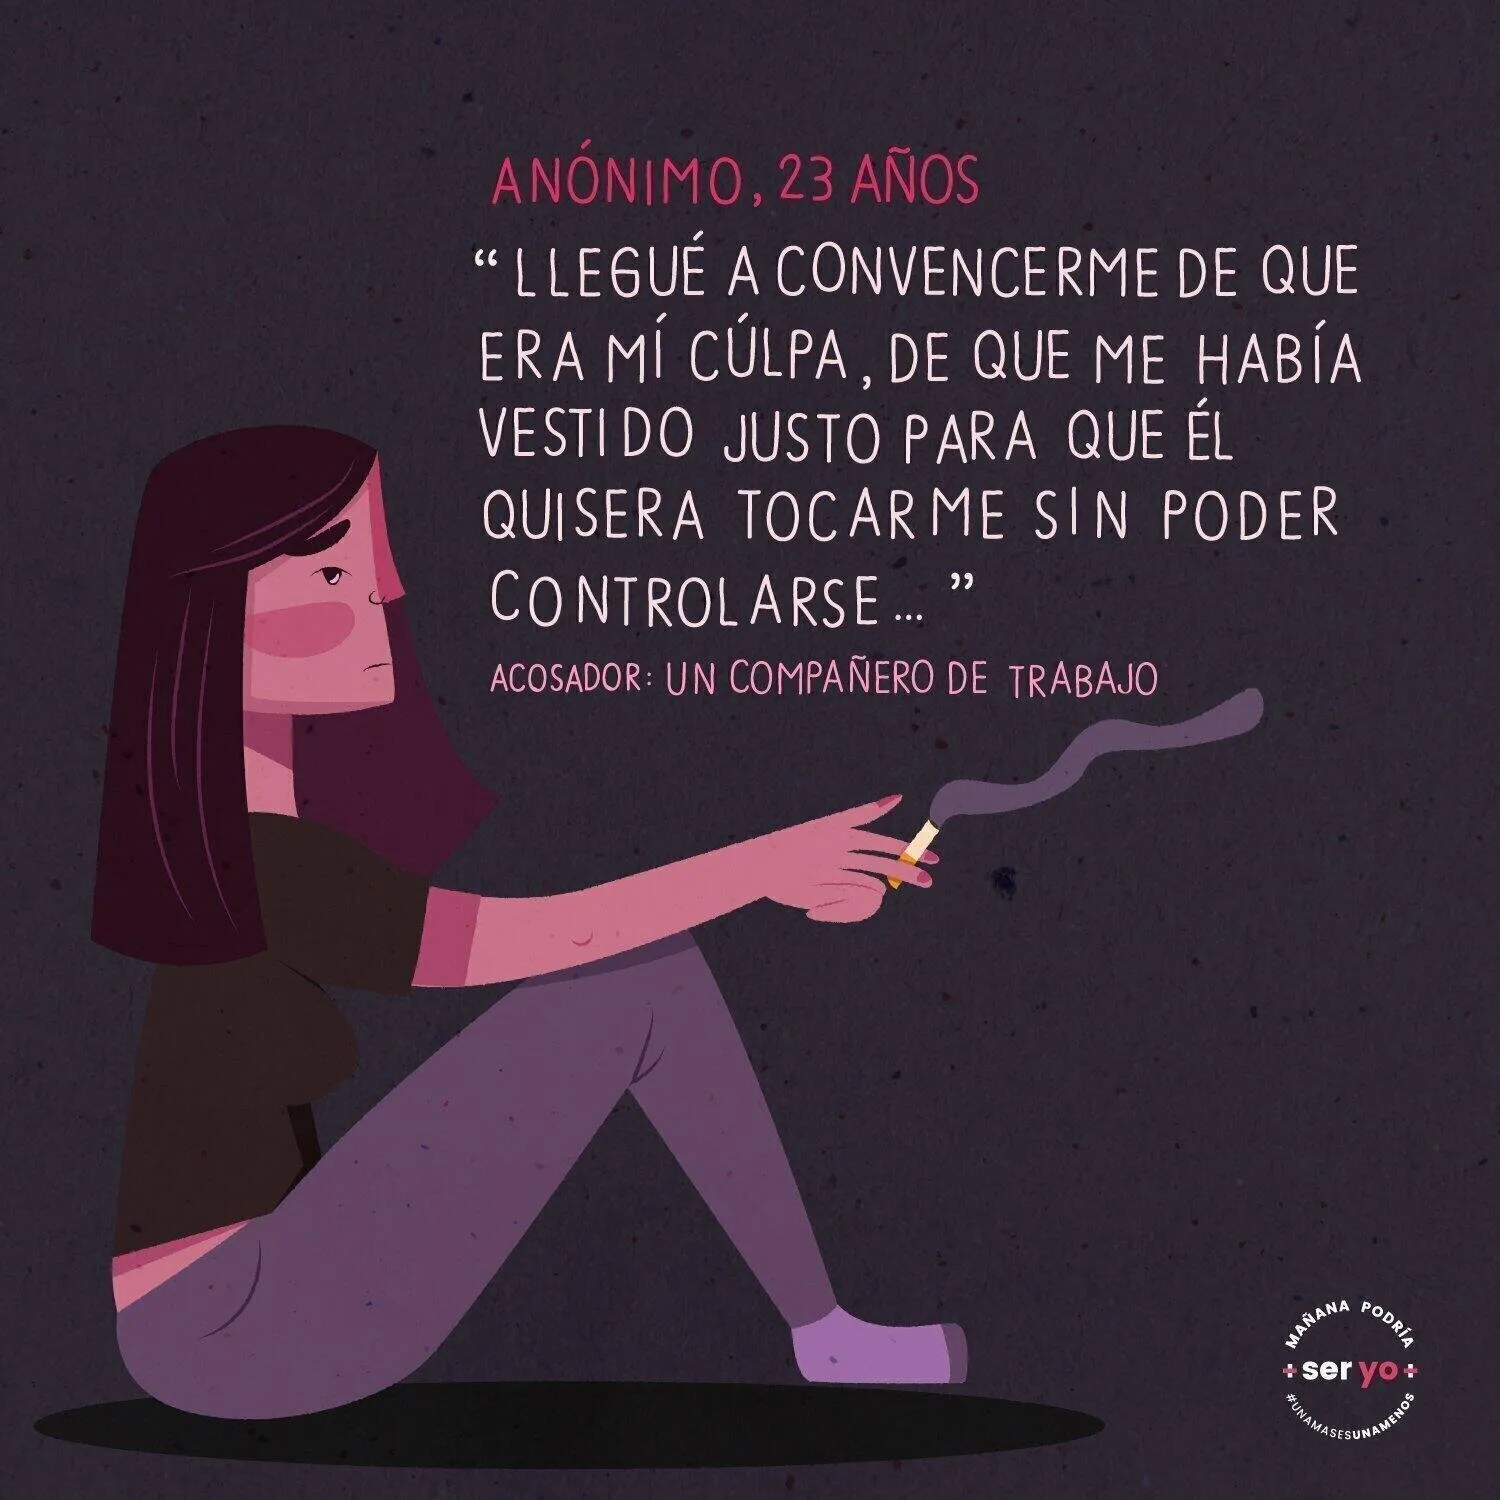 ANÓNIMO, 23 AÑOS
“LLEGUÉ A CONVENCERME DE QUE
ERA MÍ CÚLPA, DE QUE ME HABÍA
VESTIDO JUSTO PARA QUE ÉL
QUISERA TOCARME SIN PODER
CONTROLARSE...”
ACOSADOR: UN COMPAÑERO DE TRABAJO
MAÑANA PODRÍA
ser yo
#UNAMASESUNAMENOS